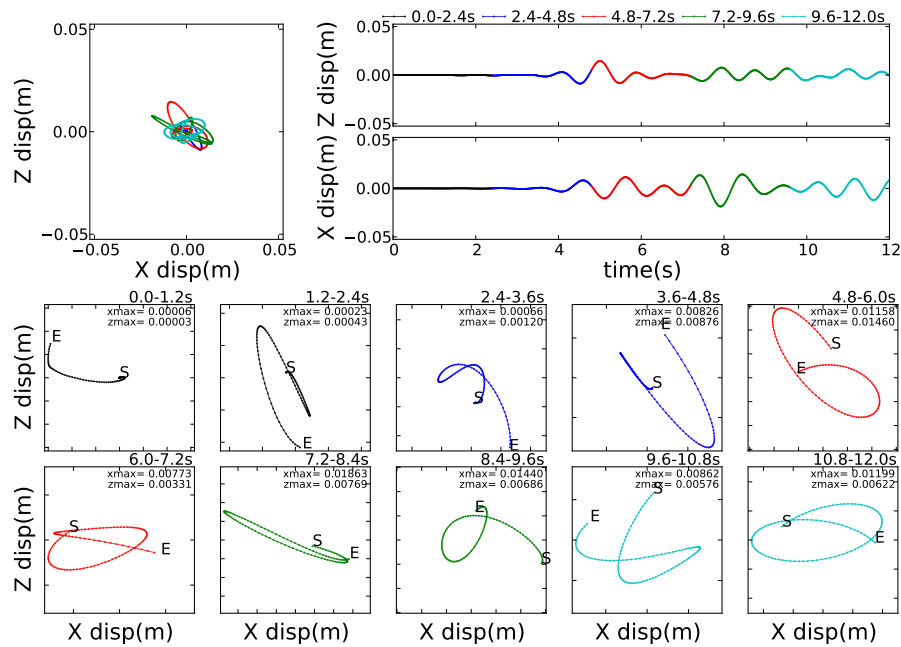 0.0-2.4s 2.4-4.8s 4.8-7.2s 7.2-9.6s 9.6-12.0s
0.05
0.00
−0.05
Z disp(m)
−0.05 0.00 0.05
X disp(m)
0.05
0.00
−0.05
Z disp(m)
0.05
0.00
−0.05
X disp(m)
0 2 4 6 8 10 12
time(s)
0.0-1.2s
xmax= 0.00006
zmax= 0.00003
E
S
Z disp(m)
1.2-2.4s
xmax= 0.00023
zmax= 0.00043
S
E
2.4-3.6s
xmax= 0.00066
zmax= 0.00120
S
E
3.6-4.8s
xmax= 0.00826
zmax= 0.00876
E
S
4.8-6.0s
xmax= 0.01158
zmax= 0.01460
S
E
6.0-7.2s
xmax= 0.00773
zmax= 0.00331
S
E
Z disp(m)
X disp(m)
7.2-8.4s
xmax= 0.01863
zmax= 0.00769
S
E
X disp(m)
8.4-9.6s
xmax= 0.01440
zmax= 0.00686
E
S
X disp(m)
9.6-10.8s
xmax= 0.00862
zmax= 0.00576
S
E
X disp(m)
10.8-12.0s
xmax= 0.01199
zmax= 0.00622
S
E
X disp(m)